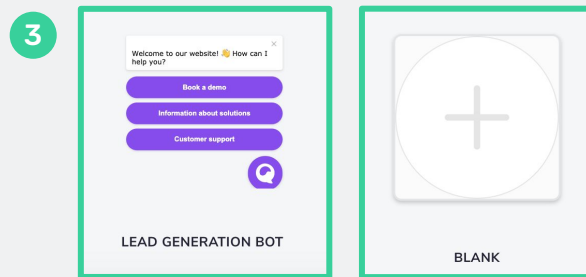 3
Welcome to our website! 👋 How can I
help you?
Book a demo
Information about solutions
Customer support
LEAD GENERATION BOT
BLANK